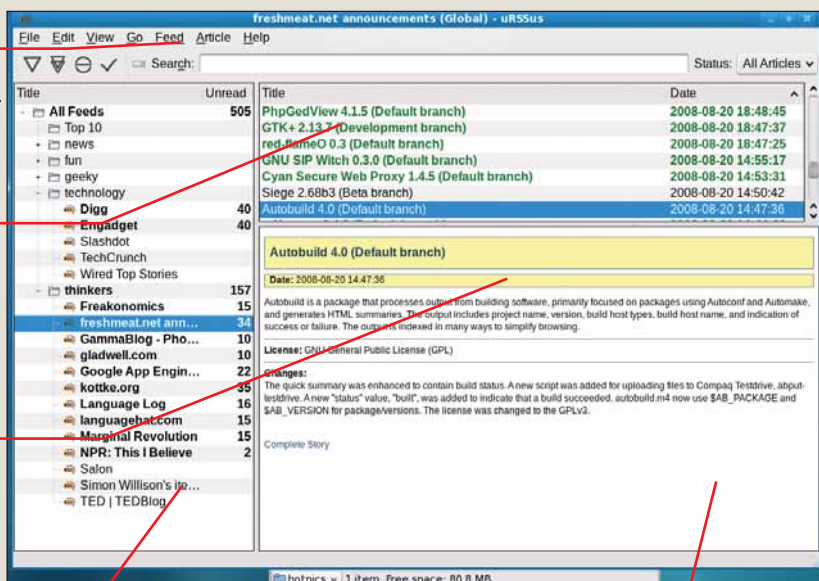 freshmeat.net announcements (Global) - uRSSus
File Edit View Go Feed Article Help
Search: Status: All Articles
Title Unread
All Feeds 505
Top 10
news
fun
geeky
technology
Digg 40
Engadget 40
Slashdot
TechCrunch
Wired Top Stories
thinkers 157
Freakonomics 15
freshmeat.net ann... 34
GammaBlog - Pho... 10
gladwell.com 10
Google App Engin... 22
kottke.org 35
Language Log 16
languagehat.com 15
Marginal Revolution 15
NPR: This I Believe 2
Salon
Simon Willison's ite...
TED | TEDBlog
Title Date
PhpGedView 4.1.5 (Default branch) 2008-08-20 18:48:45
GTK+ 2.13.7 (Development branch) 2008-08-20 18:47:37
red-flameO 0.3 (Default branch) 2008-08-20 18:47:25
GNU SIP Witch 0.3.0 (Default branch) 2008-08-20 14:55:17
Cyan Secure Web Proxy 1.4.5 (Default branch) 2008-08-20 14:53:31
Siege 2.68b3 (Beta branch) 2008-08-20 14:50:42
Autobuild 4.0 (Default branch) 2008-08-20 14:47:36
Autobuild 4.0 (Default branch)
Date: 2008-08-20 14:47:36
Autobuild is a package that processes output from building software, primarily focused on packages using Autoconf and Automake,
and generates HTML summaries. The output includes project name, version, build host types, build host name, and indication of
success or failure. The output is indexed in many ways to simplify browsing.
License: GNU General Public License (GPL)
Changes:
The quick summary was enhanced to contain build status. A new script was added for uploading files to Compaq Testdrive, abput-
testdrive. A new "status" value, "built", was added to indicate that a build succeeded. autobuild.m4 now use $AB_PACKAGE and
$AB_VERSION for package/versions. The license was changed to the GPLv3.
Complete Story
hotpics 1 item Free space: 80.8 MB